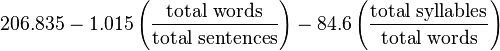 206.835 − 1.015 (total words / total sentences) − 84.6 (total syllables / total words)